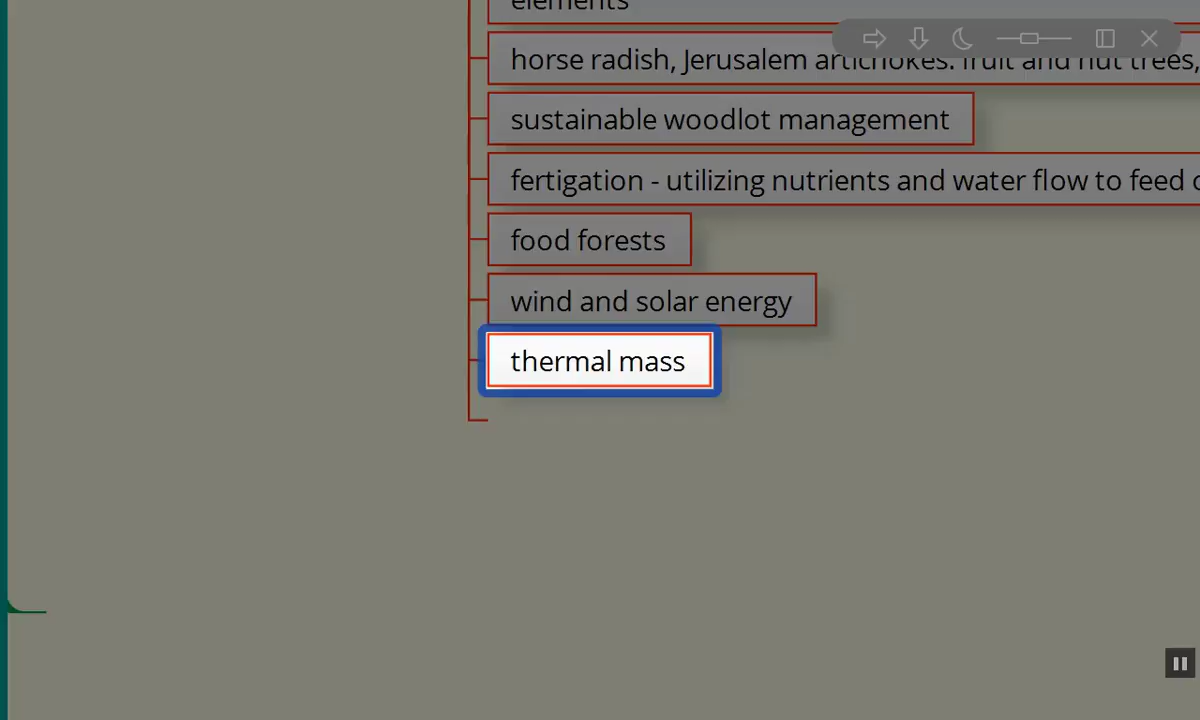 elements
horse radish, Jerusalem artichokes. fruit and nut trees,
sustainable woodlot management
fertigation - utilizing nutrients and water flow to feed
food forests
wind and solar energy
thermal mass